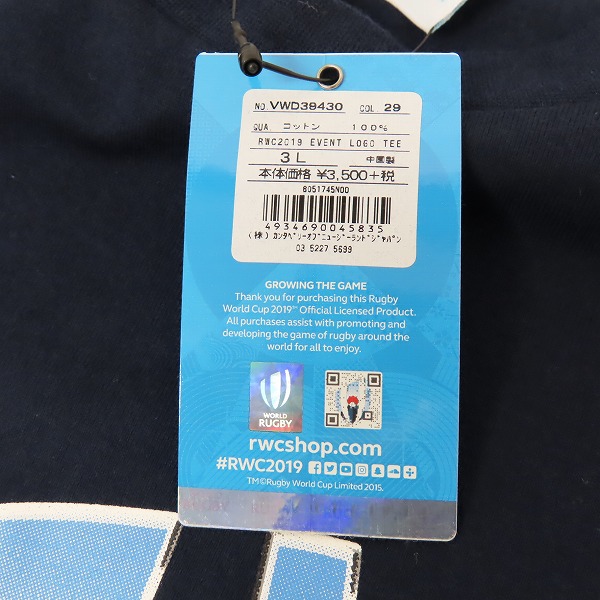 NO. VWD39430 COL. 29
QUA コットン 100%
RWC2019 EVENT LOGO TEE
3L 中国製
本体価格 ¥3,500+税
6051745N00
4934690045835
(株)カンタベリーオブニュージーランドジャパン
03 5227 5699
GROWING THE GAME
Thank you for purchasing this Rugby
World Cup 2019™ Official Licensed Product.
All purchases assist with promoting and
developing the game of rugby around the
world for all to enjoy.
WORLD
RUGBY
rwcshop.com
#RWC2019
TM©Rugby World Cup Limited 2015.